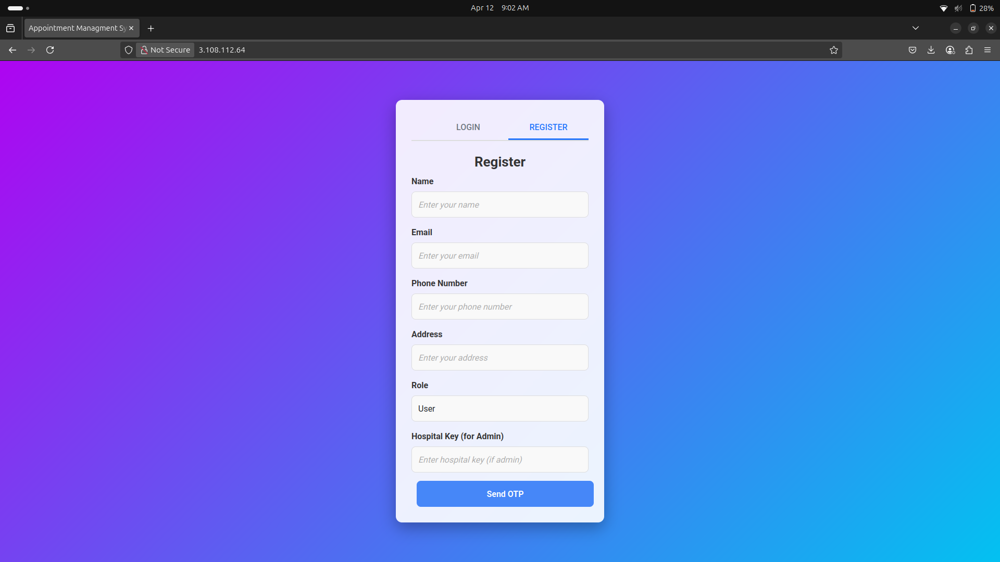 Apr 12 9:02 AM
28%
Appointment Managment Sy
Not Secure 3.108.112.64
LOGIN REGISTER
Register
Name
Enter your name
Email
Enter your email
Phone Number
Enter your phone number
Address
Enter your address
Role
User
Hospital Key (for Admin)
Enter hospital key (if admin)
Send OTP